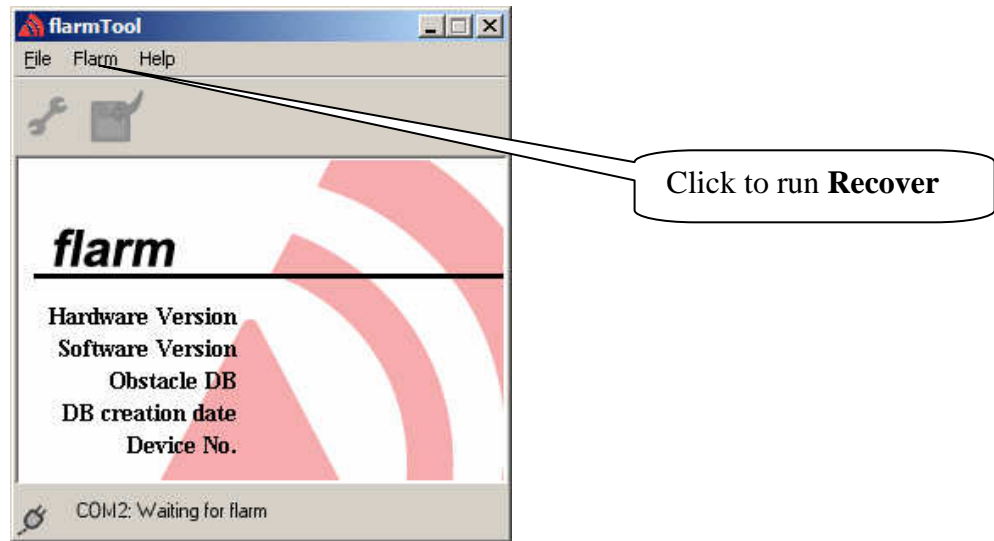 flarmTool
File Flarm Help
Click to run Recover
flarm
Hardware Version
Software Version
Obstacle DB
DB creation date
Device No.
COM2: Waiting for flarm